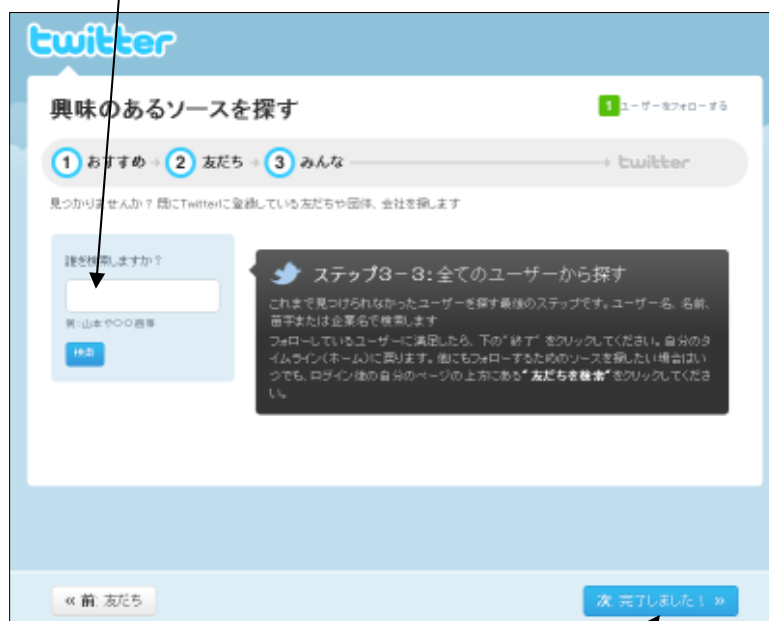 twitter
興味のあるソースを探す
1 ユーザーをフォローする
1 おすすめ → 2 友だち → 3 みんな → twitter
見つかりませんか？既にTwitterに登録している友だちや団体、会社を探します
誰を検索しますか？
例:山本や〇〇商事
検索
ステップ3－3:全てのユーザーから探す
これまで見つけられなかったユーザーを探す最後のステップです。ユーザー名、名前、
苗字または企業名で検索します
フォローしているユーザーに満足したら、下の"終了"をクリックしてください。自分のタ
イムライン(ホーム)に戻ります。他にもフォローするためのソースを探したい場合はい
つでも、ログイン後の自分のページの上方にある"友だちを検索"をクリックしてくださ
い。
« 前: 友だち
次: 完了しました！ »